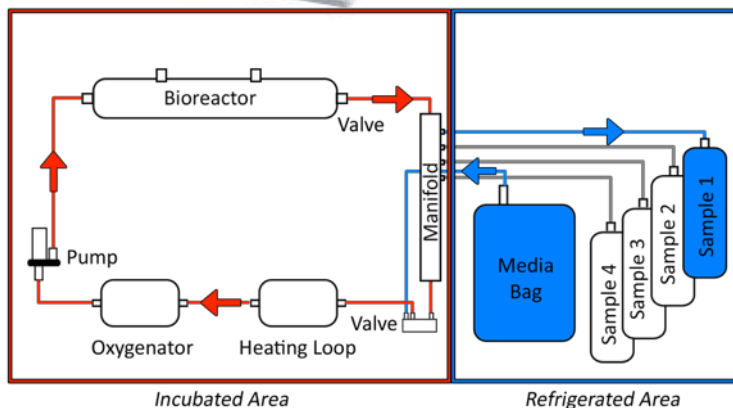 Bioreactor
Valve
Manifold
Pump
Oxygenator
Heating Loop
Valve
Media
Bag
Sample 1
Sample 2
Sample 3
Sample 4
Incubated Area
Refrigerated Area